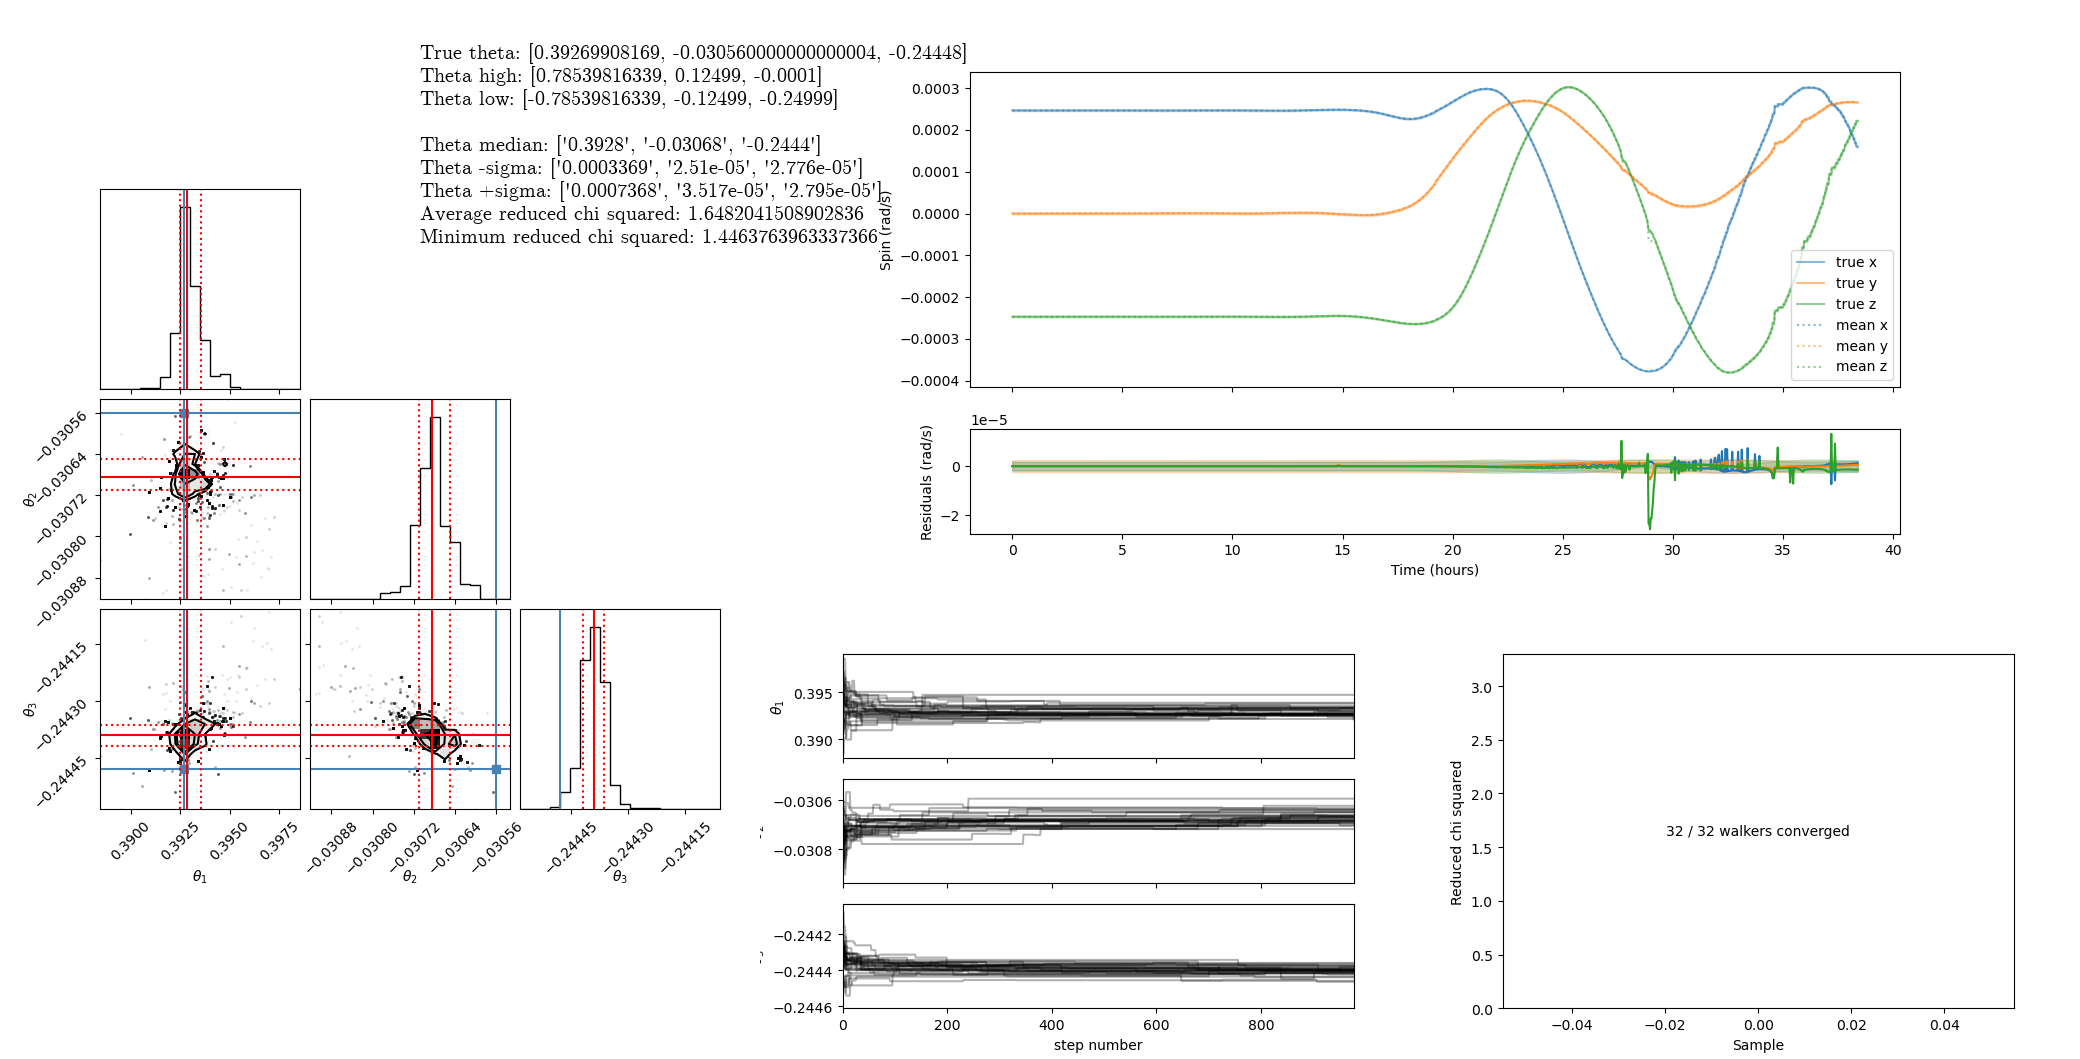 True theta: [0.39269908169, -0.030560000000000004, -0.24448]
Theta high: [0.78539816339, 0.12499, -0.0001]
Theta low: [-0.78539816339, -0.12499, -0.24999]
Theta median: ['0.3928', '-0.03068', '-0.2444']
Theta -sigma: ['0.0003369', '2.51e-05', '2.776e-05']
Theta +sigma: ['0.0007368', '3.517e-05', '2.795e-05']
Average reduced chi squared: 1.6482041508902836
Minimum reduced chi squared: 1.4463763963337366
Spin (rad/s)
0.0003
0.0002
0.0001
0.0000
−0.0001
−0.0002
−0.0003
−0.0004
true x
true y
true z
mean x
mean y
mean z
1e−5
Residuals (rad/s)
0
−2
0 5 10 15 20 25 30 35 40
Time (hours)
θ2
−0.03056
−0.03064
−0.03072
−0.03080
−0.03088
θ3
−0.24415
−0.24430
−0.24445
0.3900 0.3925 0.3950 0.3975
θ1
−0.03088 −0.03080 −0.03072 −0.03064 −0.03056
θ2
−0.24445 −0.24430 −0.24415
θ3
θ1
0.395
0.390
−0.0306
−0.0308
−0.2442
−0.2444
−0.2446
0 200 400 600 800
step number
Reduced chi squared
3.0
2.5
2.0
1.5
1.0
0.5
0.0
32 / 32 walkers converged
−0.04 −0.02 0.00 0.02 0.04
Sample